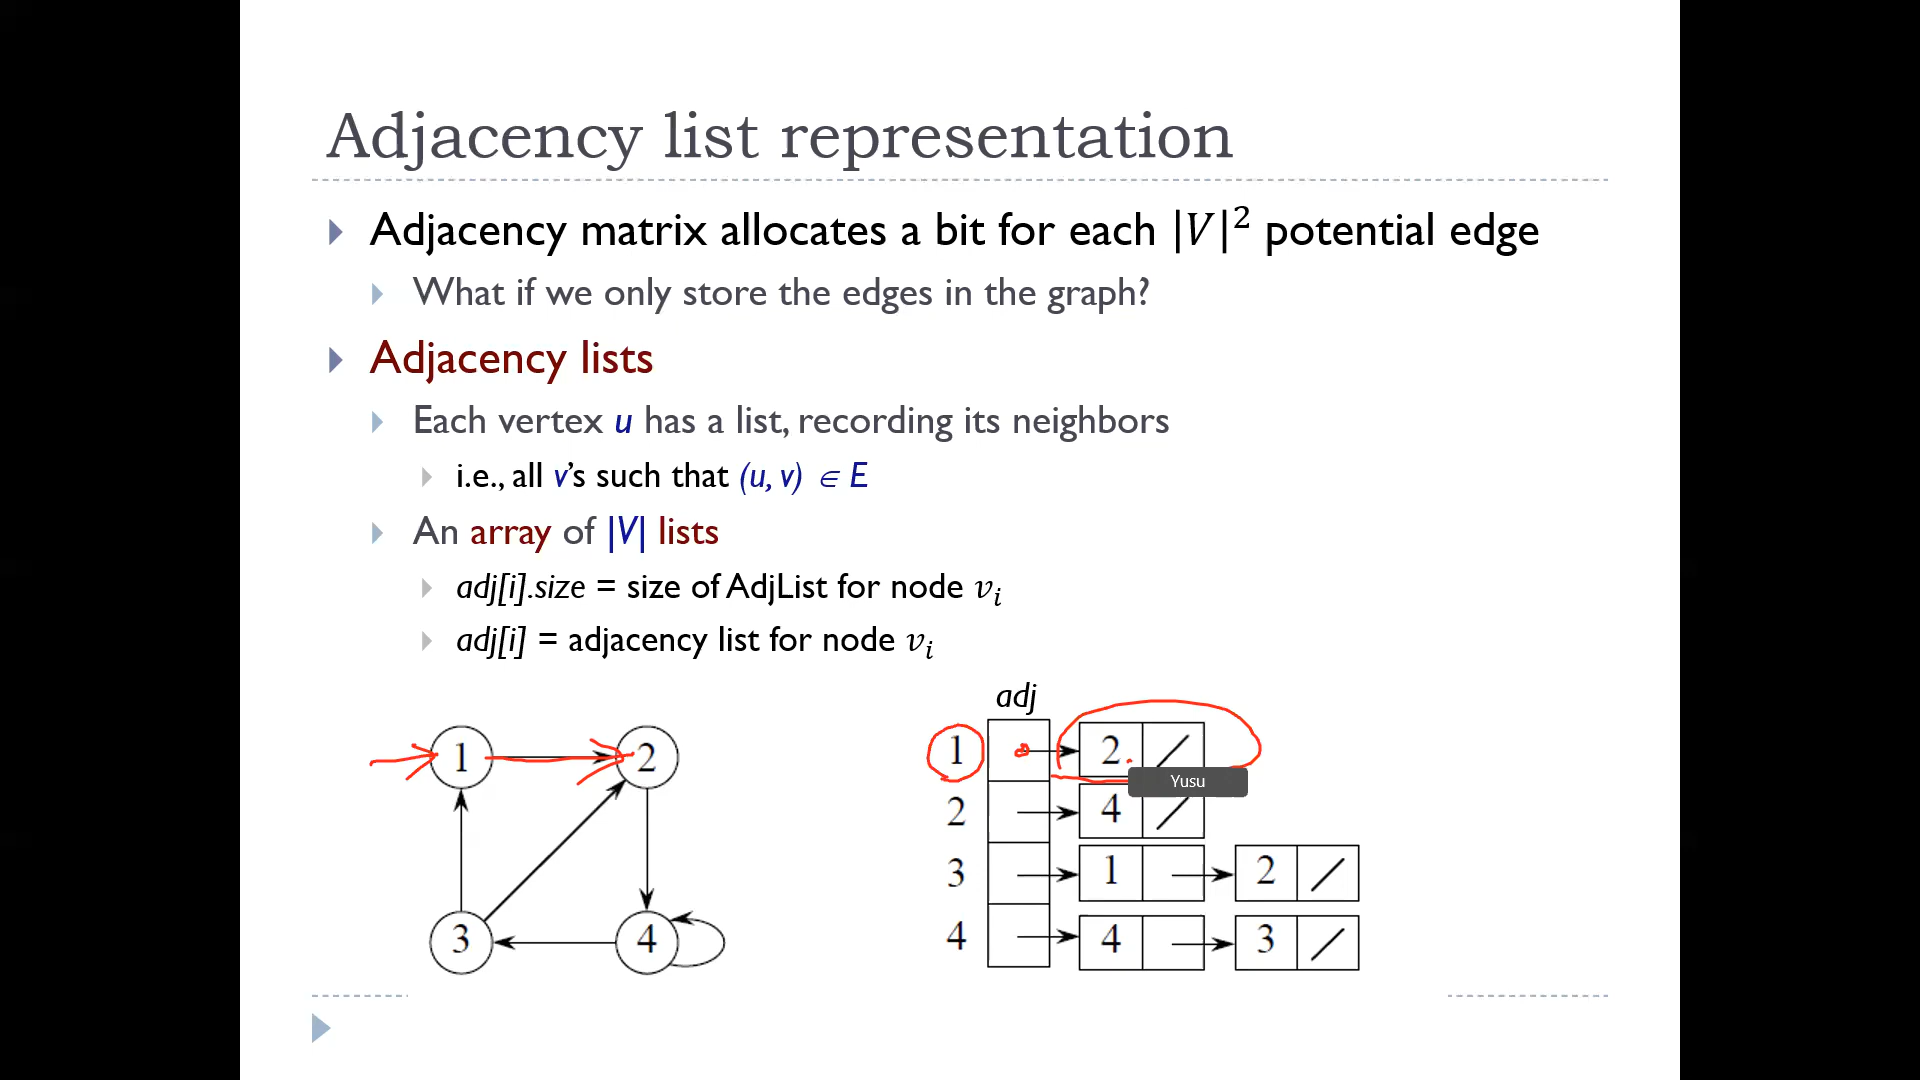 Adjacency list representation
Adjacency matrix allocates a bit for each |V|² potential edge
What if we only store the edges in the graph?
Adjacency lists
Each vertex u has a list, recording its neighbors
i.e., all v's such that (u, v) ∈ E
An array of |V| lists
adj[i].size = size of AdjList for node vᵢ
adj[i] = adjacency list for node vᵢ
1 2
3 4
adj
1 2
Yusu
2 4
3 1 2
4 4 3